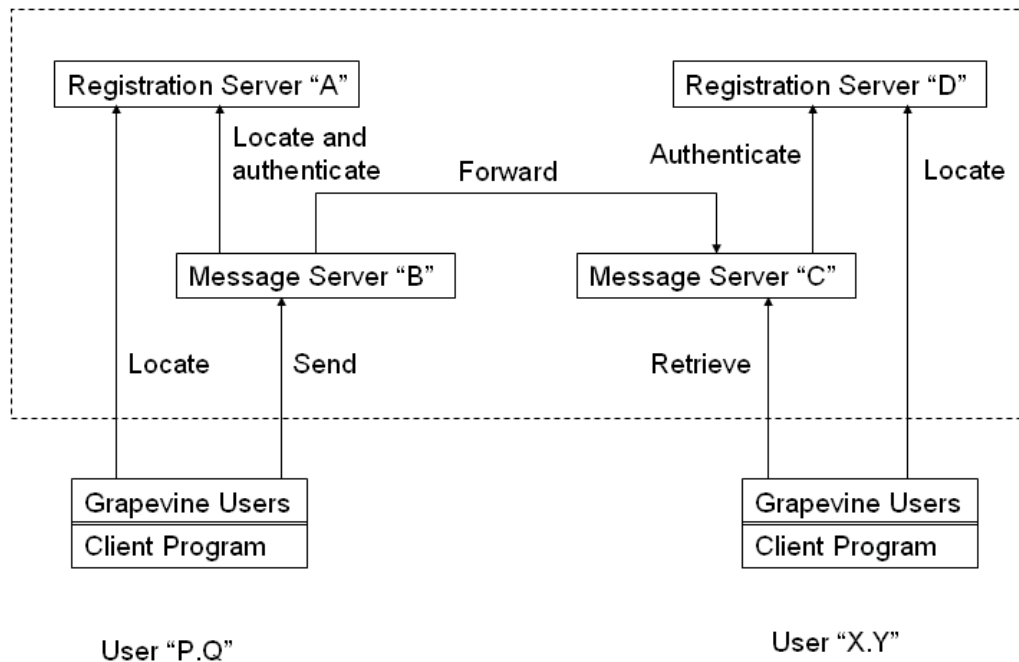 Registration Server “A”
Registration Server “D”
Locate and
authenticate
Forward
Authenticate
Locate
Message Server “B”
Message Server “C”
Locate
Send
Retrieve
Grapevine Users
Client Program
Grapevine Users
Client Program
User “P.Q”
User “X.Y”